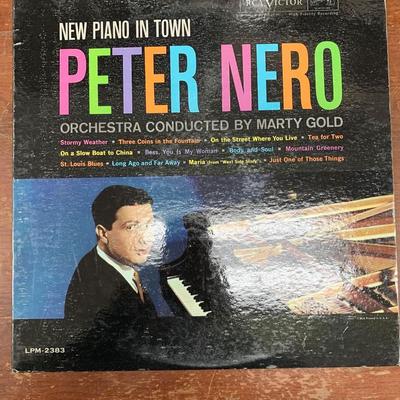 RCA VICTOR
High Fidelity Recording
NEW PIANO IN TOWN
PETER NERO
ORCHESTRA CONDUCTED BY MARTY GOLD
Stormy Weather • Three Coins in the Fountain • On the Street Where You Live • Tea for Two
On a Slow Boat to China • Bess, You Is My Woman • Body and Soul • Mountain Greenery
St. Louis Blues • Long Ago and Far Away • Maria (from "West Side Story") • Just One of Those Things
LPM-2383